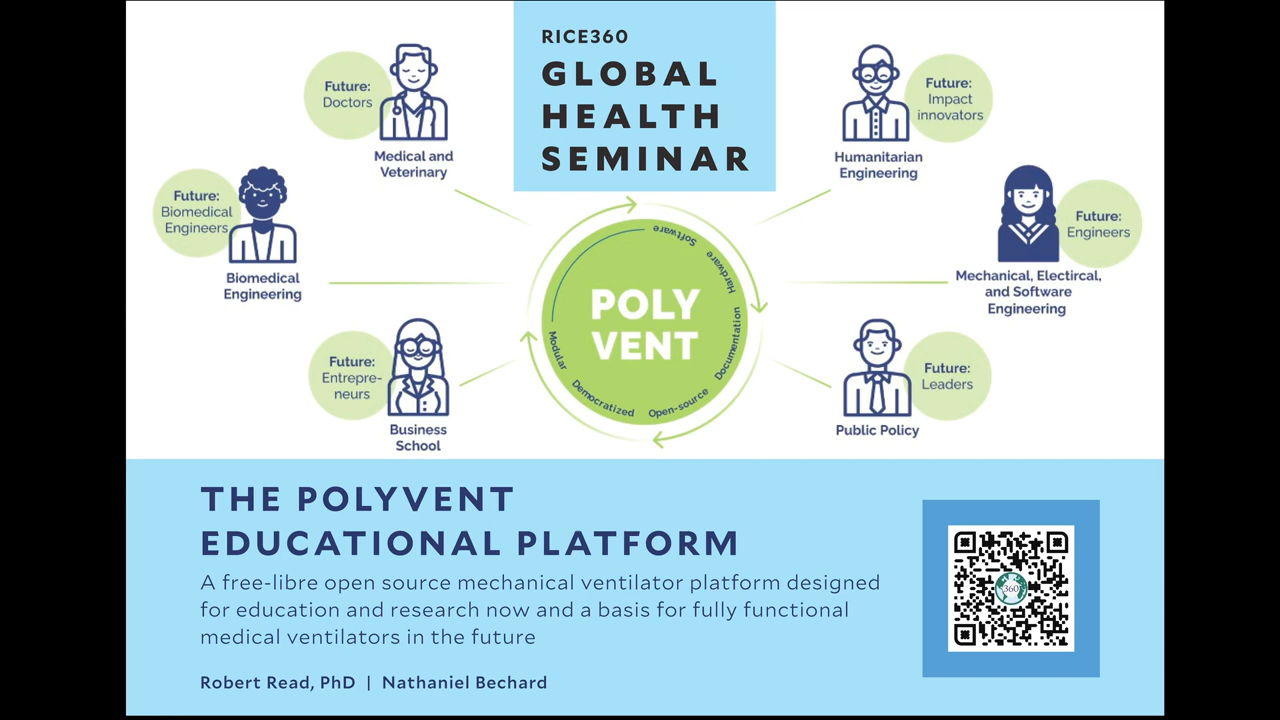 RICE360
GLOBAL
HEALTH
SEMINAR
Future:
Doctors
Medical and
Veterinary
Future:
Impact
innovators
Humanitarian
Engineering
Future:
Biomedical
Engineers
Biomedical
Engineering
Future:
Engineers
Mechanical, Electircal,
and Software
Engineering
Future:
Entrepre-
neurs
Business
School
Future:
Leaders
Public Policy
POLY
VENT
Software
Hardware
Documentation
Open-source
Democratized
Modular
THE POLYVENT
EDUCATIONAL PLATFORM
A free-libre open source mechanical ventilator platform designed
for education and research now and a basis for fully functional
medical ventilators in the future
Robert Read, PhD | Nathaniel Bechard
360